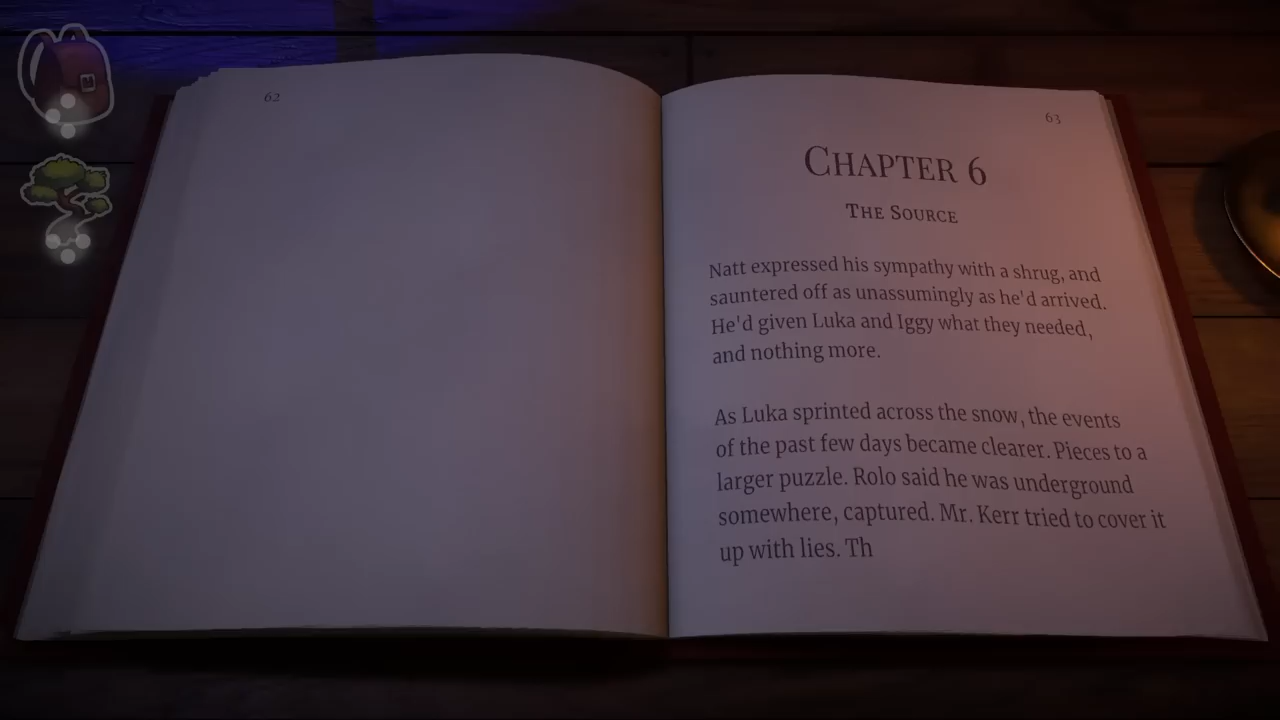 62
63
Chapter 6
The Source
Natt expressed his sympathy with a shrug, and
sauntered off as unassumingly as he'd arrived.
He'd given Luka and Iggy what they needed,
and nothing more.
As Luka sprinted across the snow, the events
of the past few days became clearer. Pieces to a
larger puzzle. Rolo said he was underground
somewhere, captured. Mr. Kerr tried to cover it
up with lies. Th